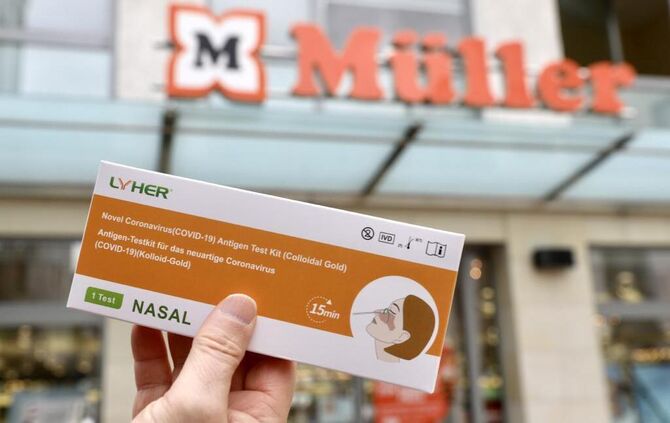 M Müller
LYHER®
Novel Coronavirus(COVID-19) Antigen Test Kit (Colloidal Gold)
Antigen-Testkit für das neuartige Coronavirus
(COVID-19)(Kolloid-Gold)
IVD
1 Test
NASAL
15min